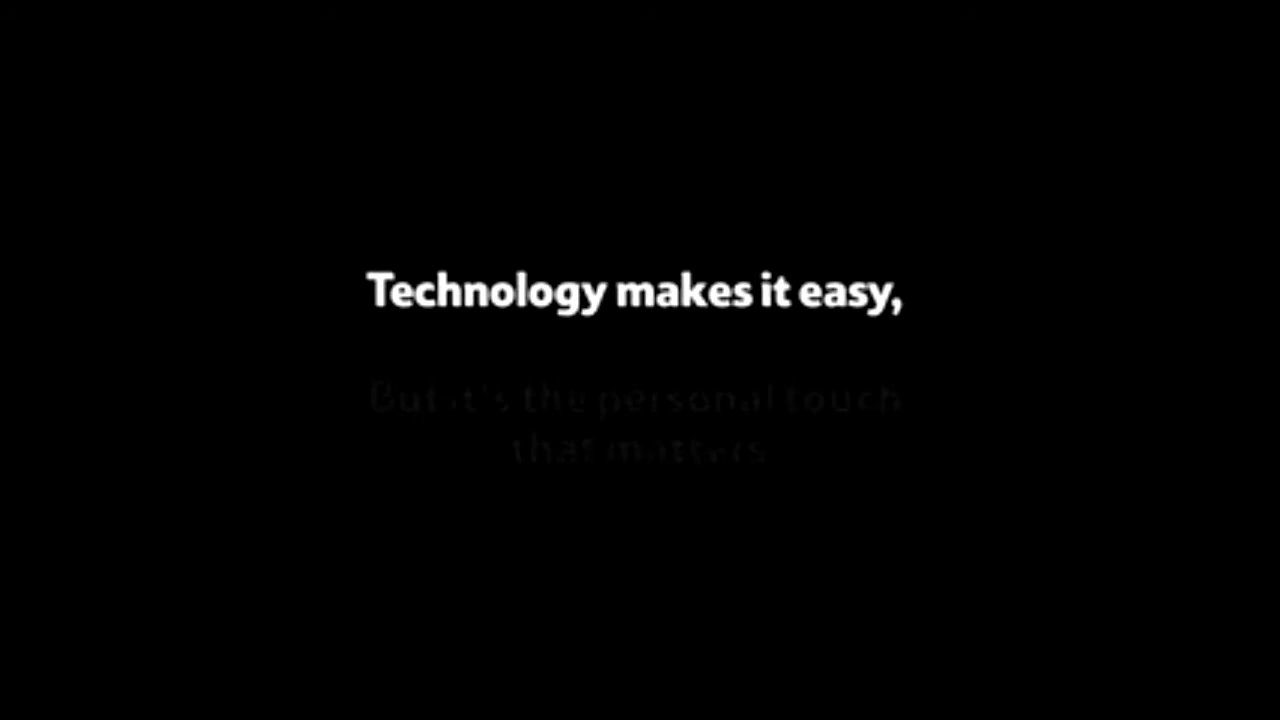 Technology makes it easy,
But it's the personal touch
that matters